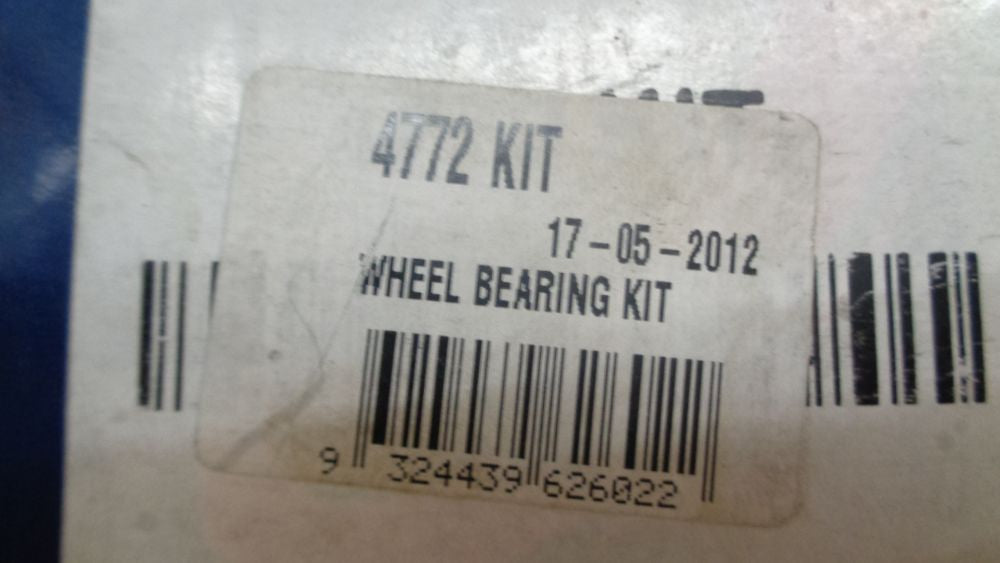 4772 KIT
17-05-2012
WHEEL BEARING KIT
9 324439 626022